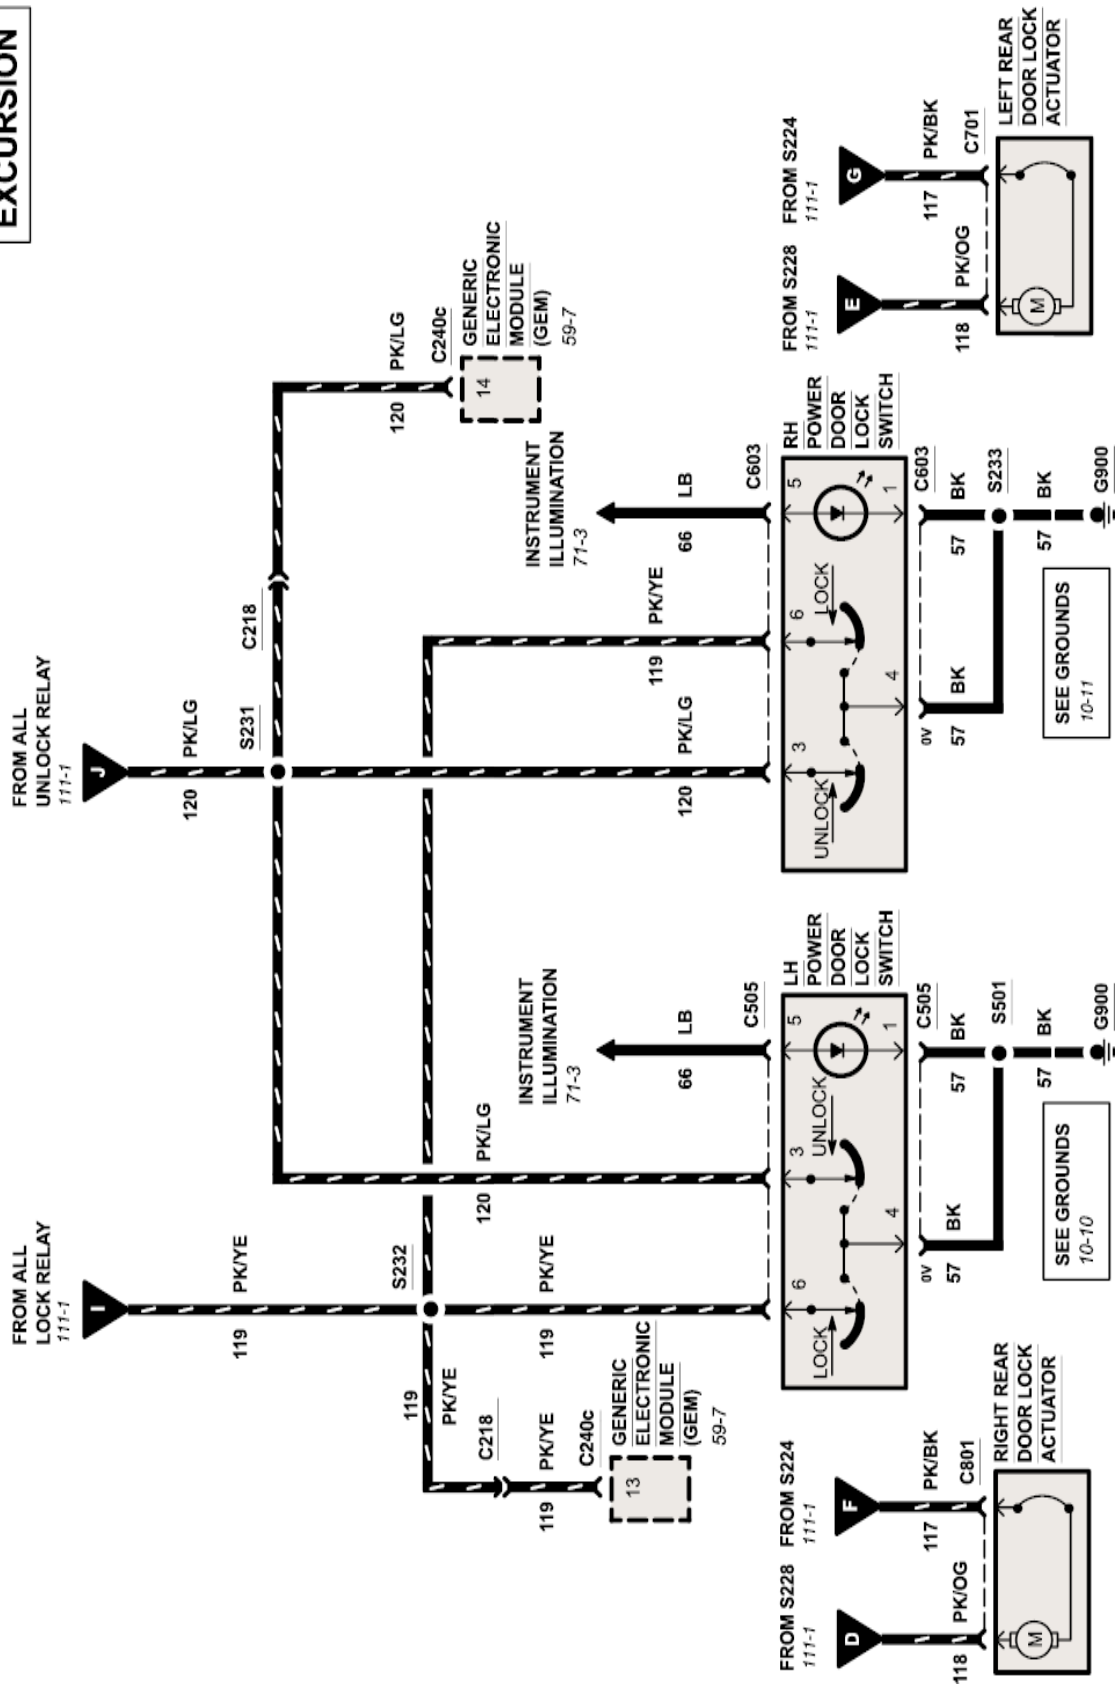 EXCURSION
FROM ALL
LOCK RELAY
111-1
I
119
PK/YE
S232
119
PK/YE
C218
119
PK/YE
C240c
13
GENERIC
ELECTRONIC
MODULE
(GEM)
59-7
119
PK/YE
120
PK/LG
FROM ALL
UNLOCK RELAY
111-1
J
120
PK/LG
S231
C218
120
PK/LG
C240c
14
GENERIC
ELECTRONIC
MODULE
(GEM)
59-7
120
PK/LG
119
PK/YE
INSTRUMENT
ILLUMINATION
71-3
66
LB
C505
INSTRUMENT
ILLUMINATION
71-3
66
LB
C603
FROM S228
111-1
D
118
PK/OG
FROM S224
111-1
F
117
PK/BK
C801
M
RIGHT REAR
DOOR LOCK
ACTUATOR
LH
POWER
DOOR
LOCK
SWITCH
6
3
5
LOCK
UNLOCK
4
1
C505
0V
57
BK
57
BK
S501
57
BK
G900
SEE GROUNDS
10-10
RH
POWER
DOOR
LOCK
SWITCH
3
6
5
UNLOCK
LOCK
4
1
C603
0V
57
BK
57
BK
S233
57
BK
G900
SEE GROUNDS
10-11
FROM S228
111-1
E
118
PK/OG
FROM S224
111-1
G
117
PK/BK
C701
M
LEFT REAR
DOOR LOCK
ACTUATOR